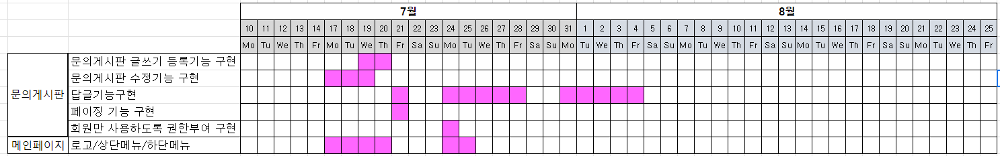 7월 8월
10 11 12 13 14 17 18 19 20 21 22 23 24 25 26 27 28 29 30 31 1 2 3 4 5 6 7 8 9 10 11 12 13 14 15 16 17 18 19 20 21 22 23 24 25
Mo Tu We Th Fr Mo Tu We Th Fr Sa Su Mo Tu We Th Fr Sa Su Mo Tu We Th Fr Sa Su Mo Tu We Th Fr Sa Su Mo Tu We Th Fr Sa Su Mo Tu We Th Fr
문의게시판 글쓰기 등록기능 구현
문의게시판 수정기능 구현
문의게시판 답글기능구현
페이징 기능 구현
회원만 사용하도록 권한부여 구현
메인페이지 로고/상단메뉴/하단메뉴